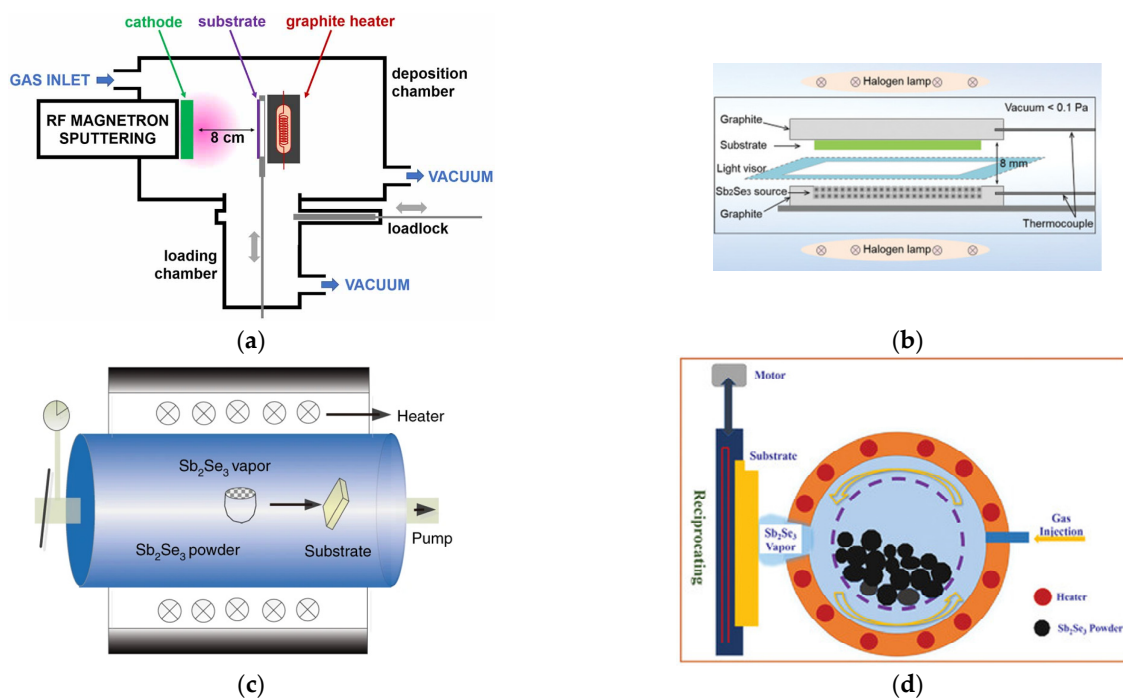 cathode substrate graphite heater
GAS INLET
deposition
chamber
RF MAGNETRON
SPUTTERING
8 cm
VACUUM
loadlock
loading
chamber
VACUUM
(a)
Halogen lamp
Vacuum < 0.1 Pa
Graphite
Substrate
Light visor
8 mm
Sb₂Se₃ source
Graphite
Thermocouple
Halogen lamp
(b)
Heater
Sb₂Se₃ vapor
Sb₂Se₃ powder
Substrate
Pump
(c)
Motor
Substrate
Reciprocating
Sb₂Se₃
Vapor
Gas
Injection
Heater
Sb₂Se₃ Powder
(d)